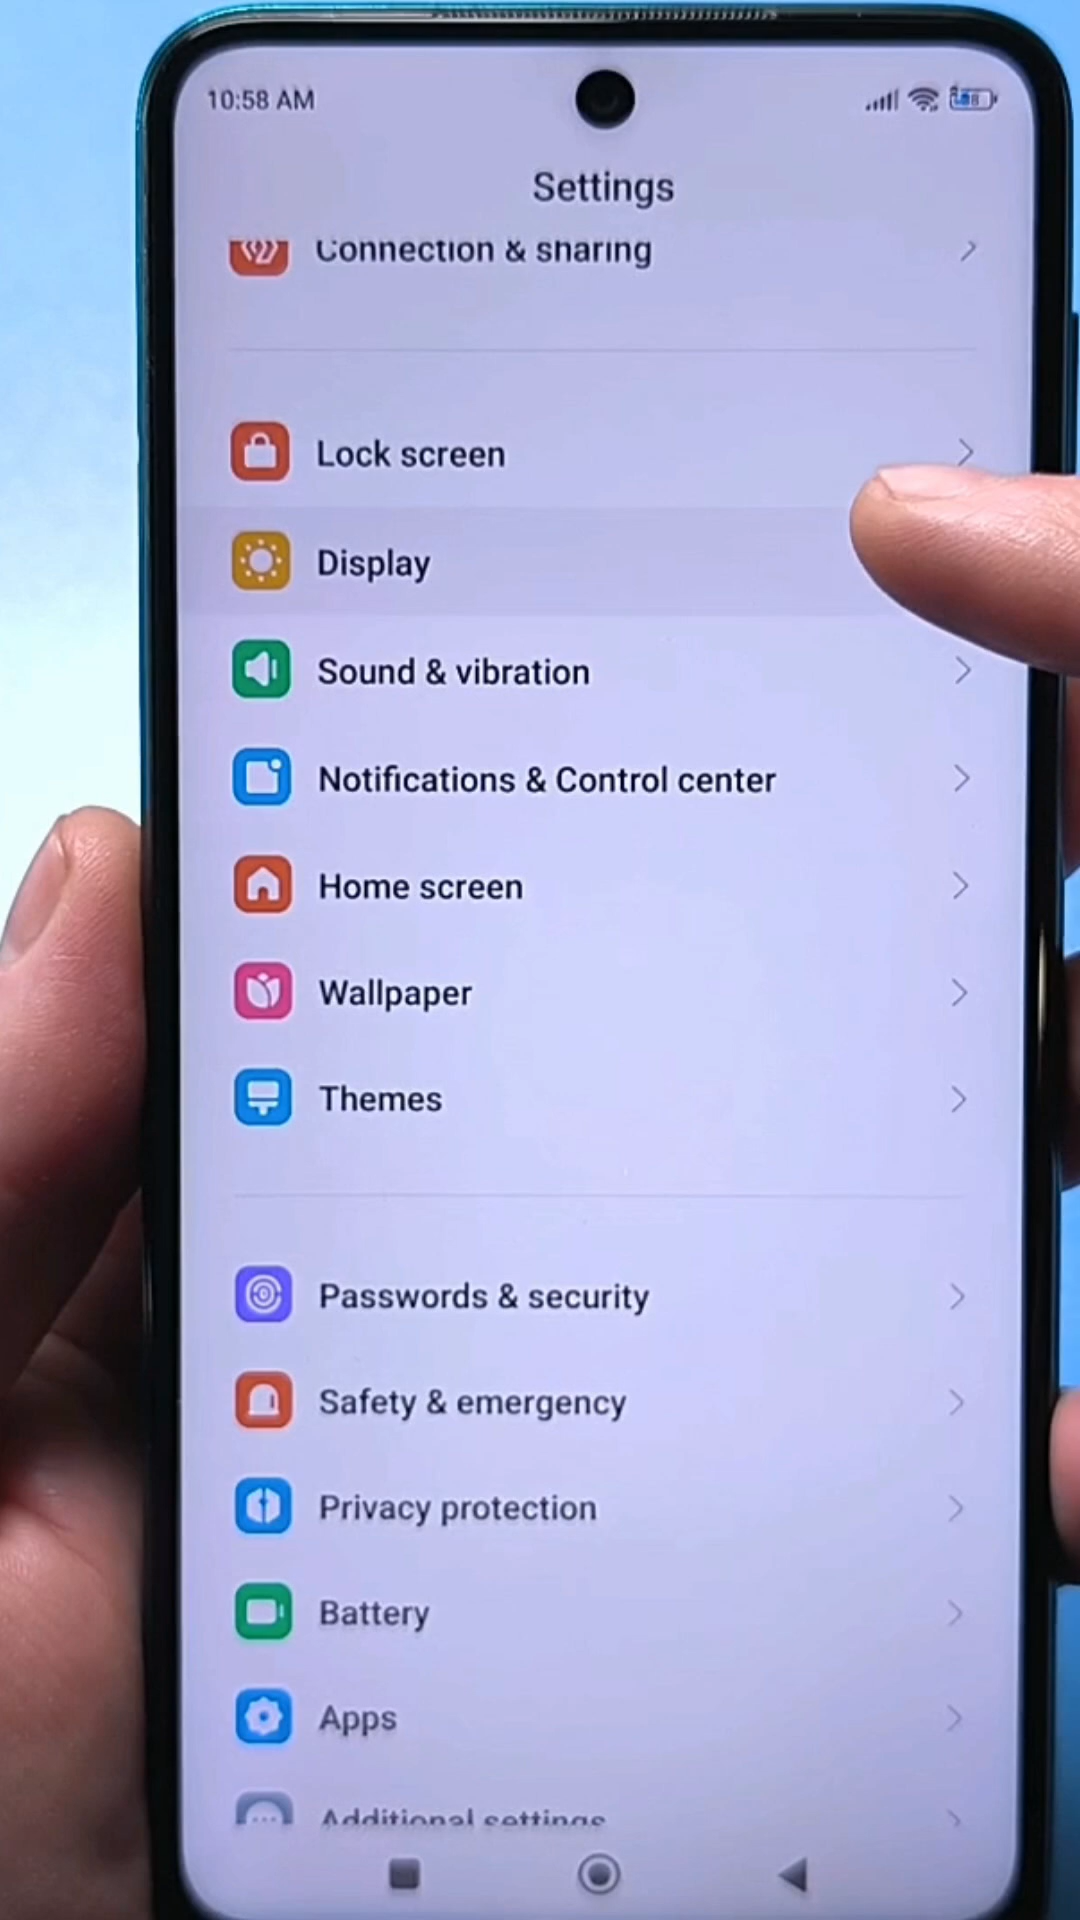 10:58 AM
Settings
Connection & sharing
Lock screen
Display
Sound & vibration
Notifications & Control center
Home screen
Wallpaper
Themes
Passwords & security
Safety & emergency
Privacy protection
Battery
Apps
Additional settings